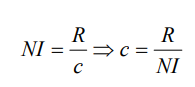 NI = R/c ⇒ c = R/NI